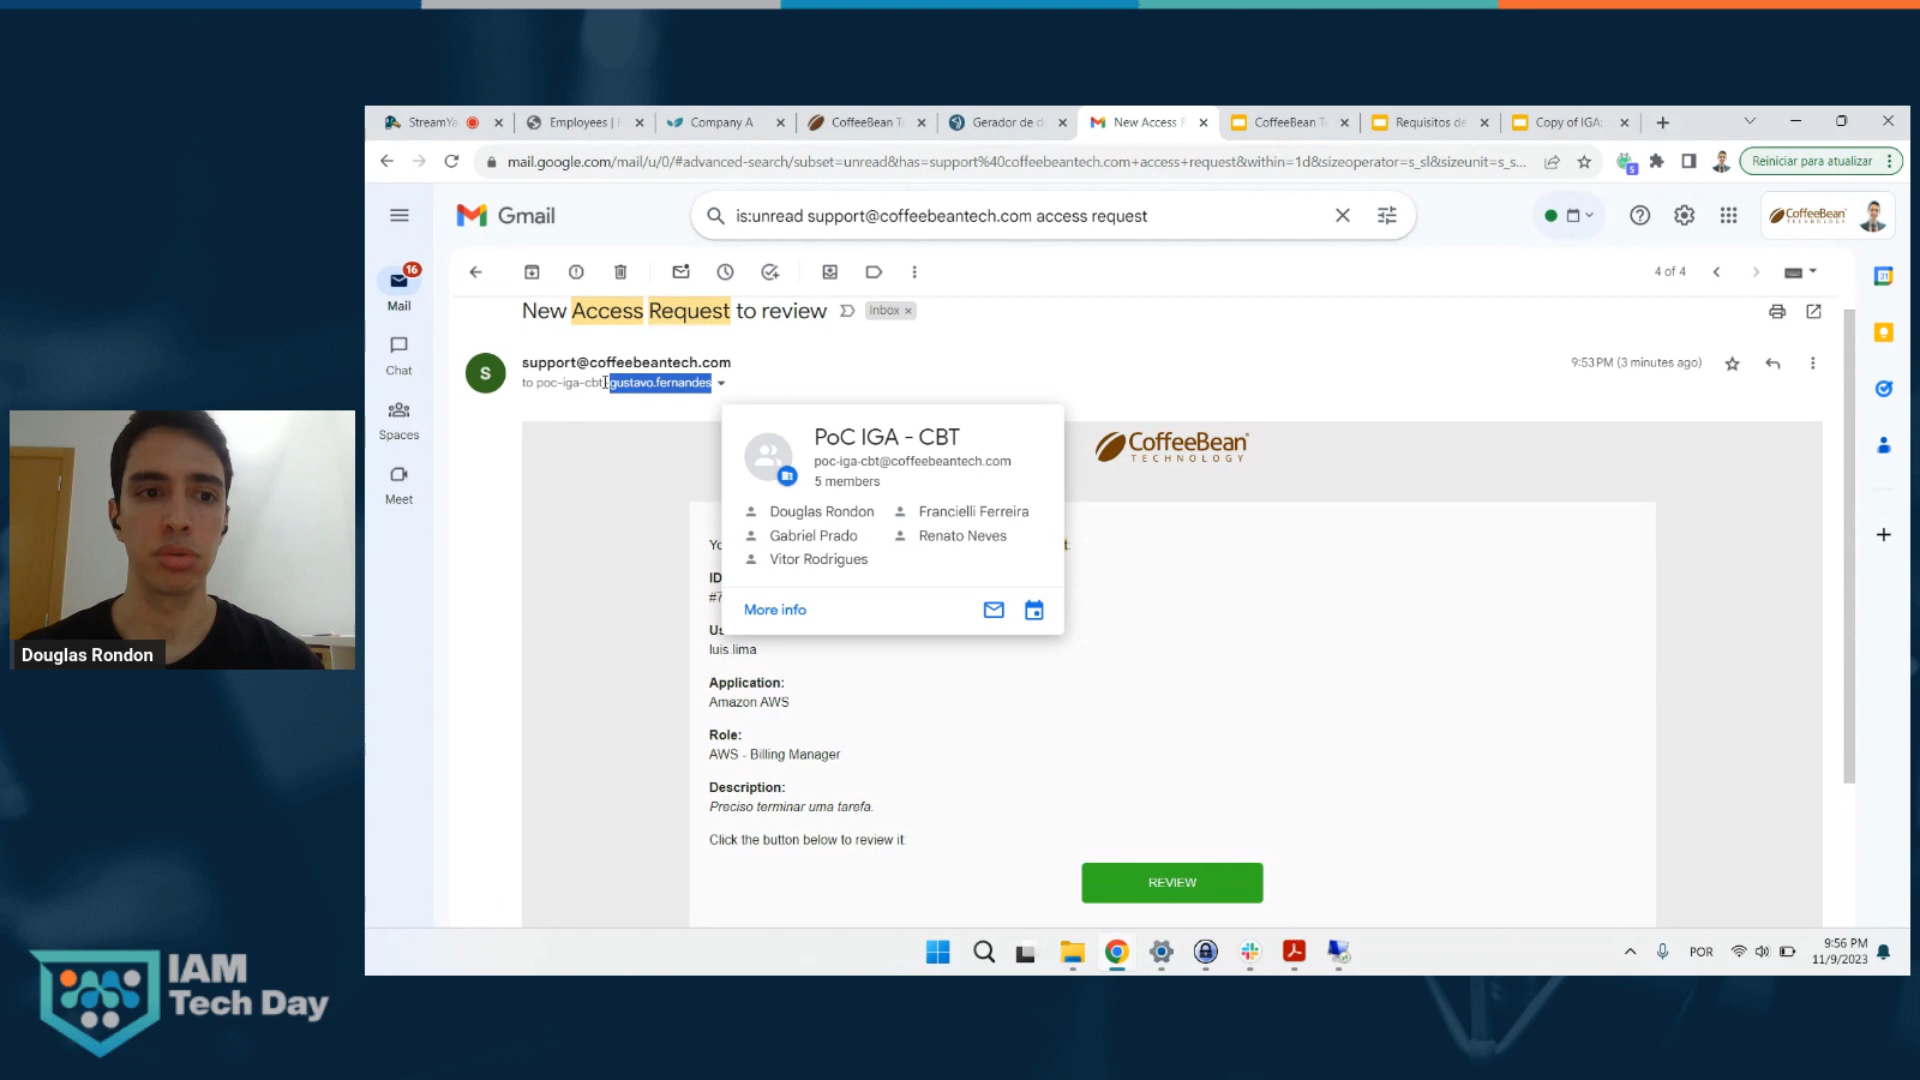 StreamYa
Employees |
Company A
CoffeeBean T
Gerador de d
New Access R
CoffeeBean Te
Requisitos de
Copy of IGA:
mail.google.com/mail/u/0/#advanced-search/subset=unread&has=support%40coffeebeantech.com+access+request&within=1d&sizeoperator=s_sl&sizeunit=s_s...
Reiniciar para atualizar
Gmail
is:unread support@coffeebeantech.com access request
CoffeeBean
TECHNOLOGY
16
Mail
Chat
Spaces
Meet
4 of 4
New Access Request to review
Inbox ×
S
support@coffeebeantech.com
9:53 PM (3 minutes ago)
to poc-iga-cbt, gustavo.fernandes
CoffeeBean
TECHNOLOGY
PoC IGA - CBT
poc-iga-cbt@coffeebeantech.com
5 members
Douglas Rondon
Francielli Ferreira
Gabriel Prado
Renato Neves
Vitor Rodrigues
More info
Yo
t:
ID
#7
Us
luis.lima
Application:
Amazon AWS
Role:
AWS - Billing Manager
Description:
Preciso terminar uma tarefa.
Click the button below to review it:
REVIEW
Douglas Rondon
IAM
Tech Day
POR
9:56 PM
11/9/2023